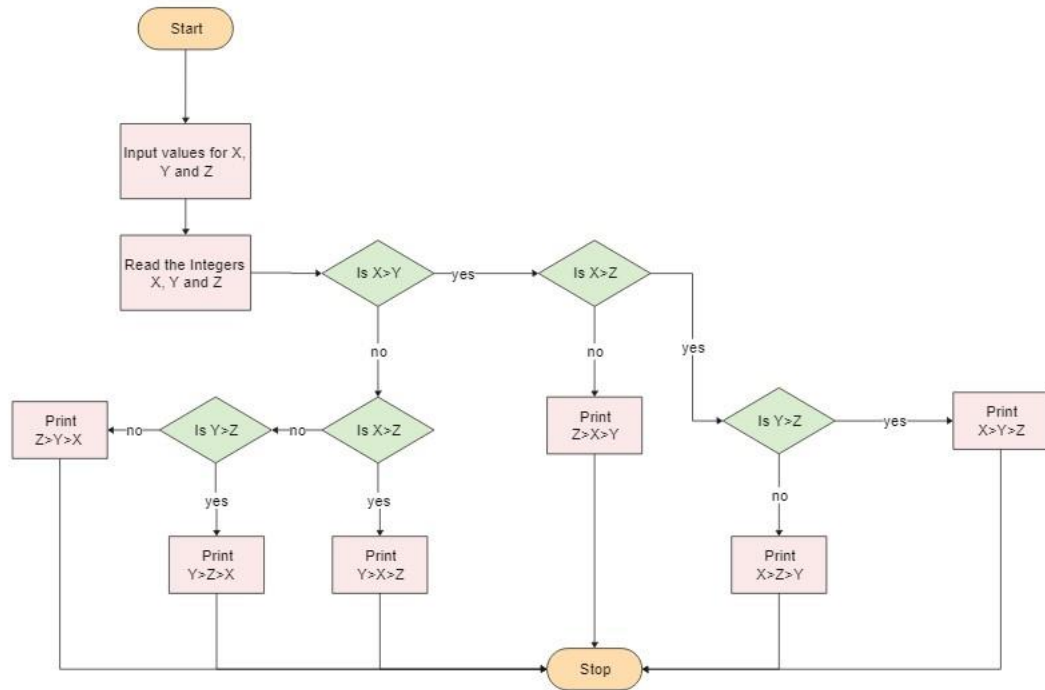 Start
Input values for X,
Y and Z
Read the Integers
X, Y and Z
Is X>Y
yes
Is X>Z
no
no
yes
Print
Z>Y>X
no
Is Y>Z
no
Is X>Z
Print
Z>X>Y
Is Y>Z
yes
Print
X>Y>Z
yes
yes
no
Print
Y>Z>X
Print
Y>X>Z
Print
X>Z>Y
Stop